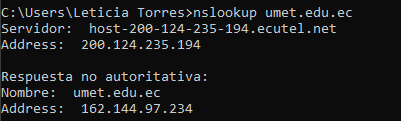 C:\Users\Leticia Torres>nslookup umet.edu.ec
Servidor:  host-200-124-235-194.ecutel.net
Address:  200.124.235.194

Respuesta no autoritativa:
Nombre:  umet.edu.ec
Address:  162.144.97.234